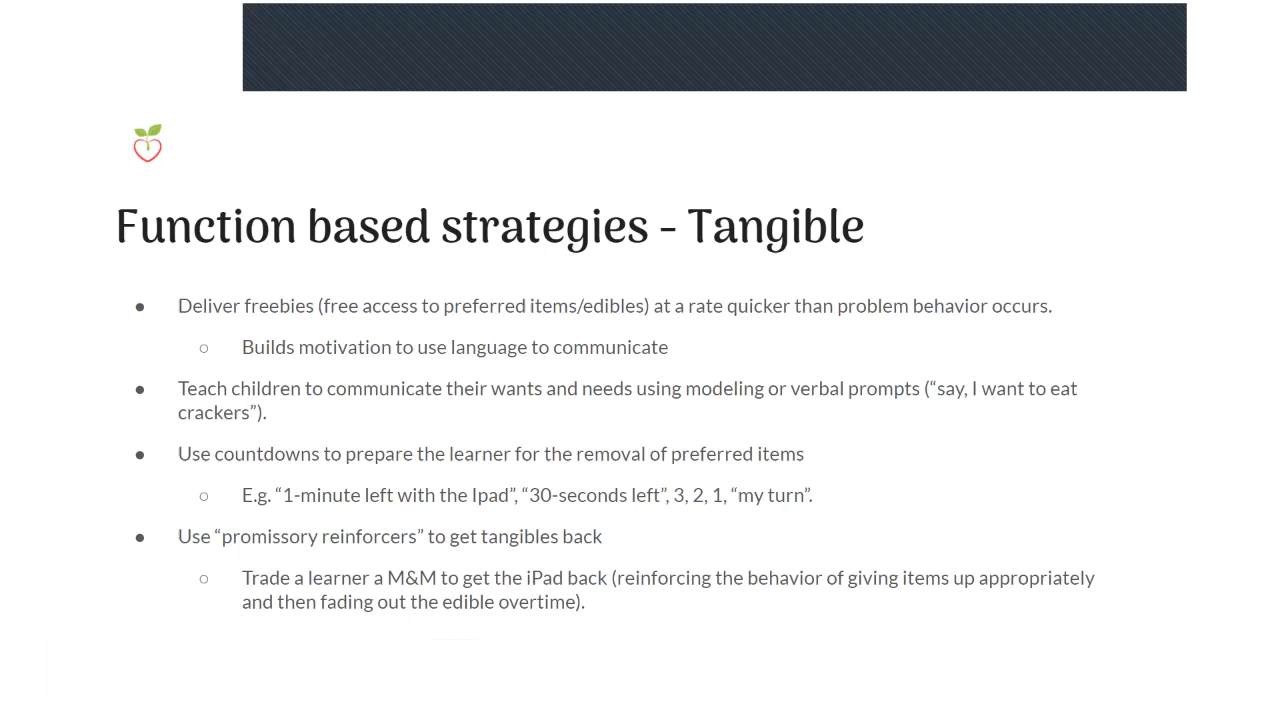 Function based strategies - Tangible
● Deliver freebies (free access to preferred items/edibles) at a rate quicker than problem behavior occurs.
○ Builds motivation to use language to communicate
● Teach children to communicate their wants and needs using modeling or verbal prompts (“say, I want to eat
crackers”).
● Use countdowns to prepare the learner for the removal of preferred items
○ E.g. “1-minute left with the Ipad”, “30-seconds left”, 3, 2, 1, “my turn”.
● Use “promissory reinforcers” to get tangibles back
○ Trade a learner a M&M to get the iPad back (reinforcing the behavior of giving items up appropriately
and then fading out the edible overtime).